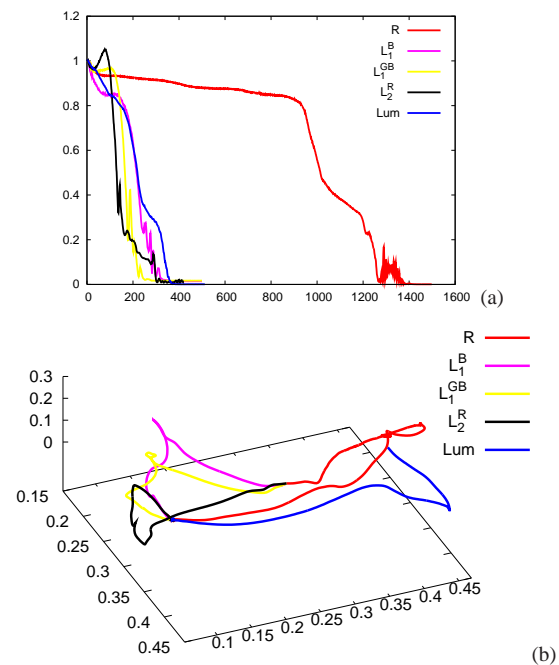 1.2
1
0.8
0.6
0.4
0.2
0
0 200 400 600 800 1000 1200 1400 1600
R
L₁ᴮ
L₁ᴳᴮ
L₂ᴿ
Lum
(a)
R
L₁ᴮ
L₁ᴳᴮ
L₂ᴿ
Lum
0.3
0.2
0.1
0
0.15
0.2
0.25
0.3
0.35
0.4
0.45
0.1 0.15 0.2 0.25 0.3 0.35 0.4 0.45
(b)